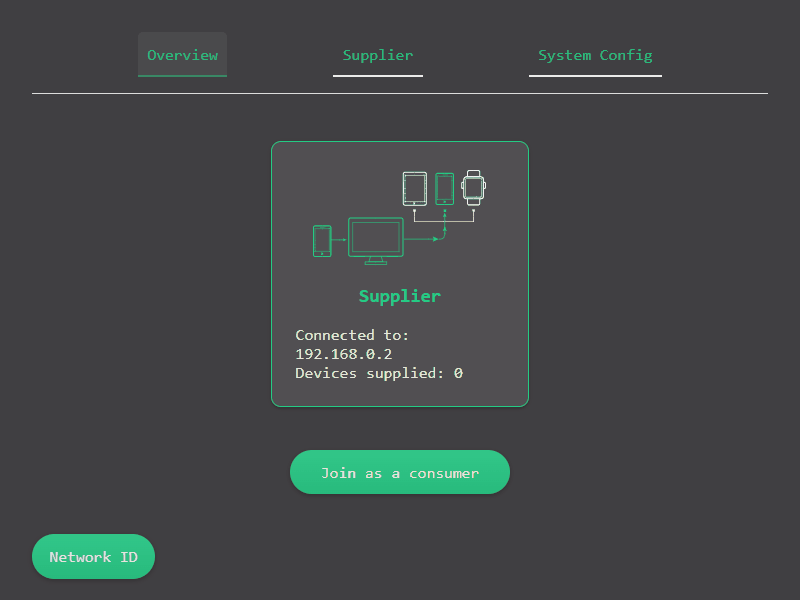 Overview
Supplier
System Config
Supplier
Connected to:
192.168.0.2
Devices supplied: 0
Join as a consumer
Network ID